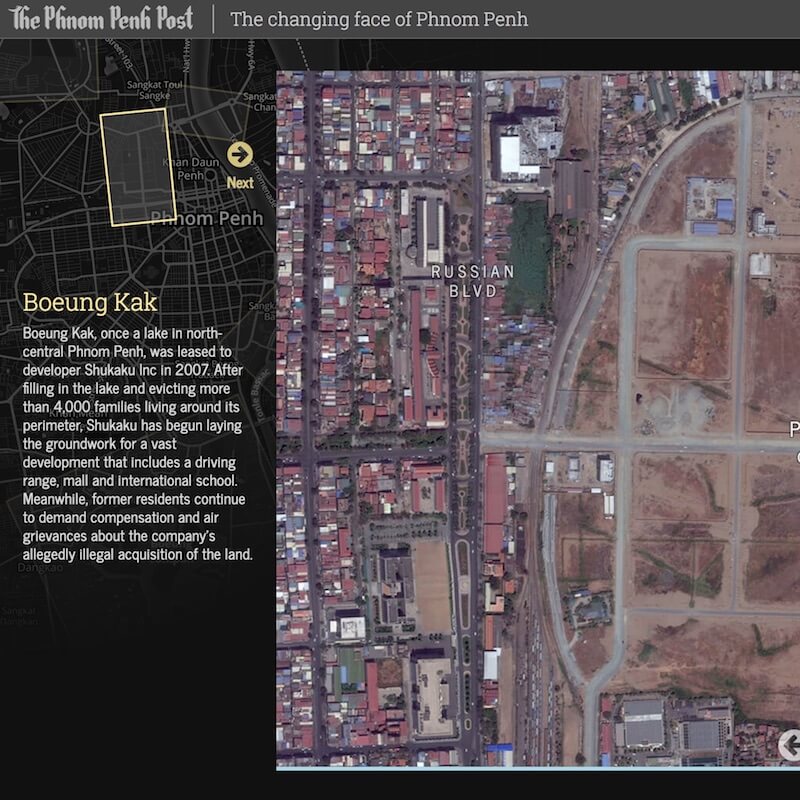 The Phnom Penh Post
The changing face of Phnom Penh
Street-103
Sangkat Toul
Sangke
Sangkat
Khan Daun
Penh
Next
Phnom Penh
RUSSIAN
BLVD
Boeung Kak
Boeung Kak, once a lake in north-
central Phnom Penh, was leased to
developer Shukaku Inc in 2007. After
filling in the lake and evicting more
than 4,000 families living around its
perimeter, Shukaku has begun laying
the groundwork for a vast
development that includes a driving
range, mall and international school.
Meanwhile, former residents continue
to demand compensation and air
grievances about the company's
allegedly illegal acquisition of the land.
Dangkao